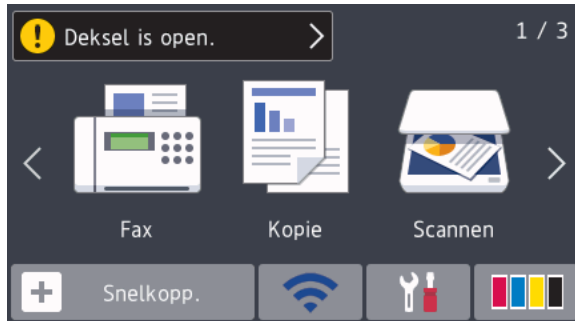 Deksel is open.
1 / 3
Fax
Kopie
Scannen
Snelkopp.